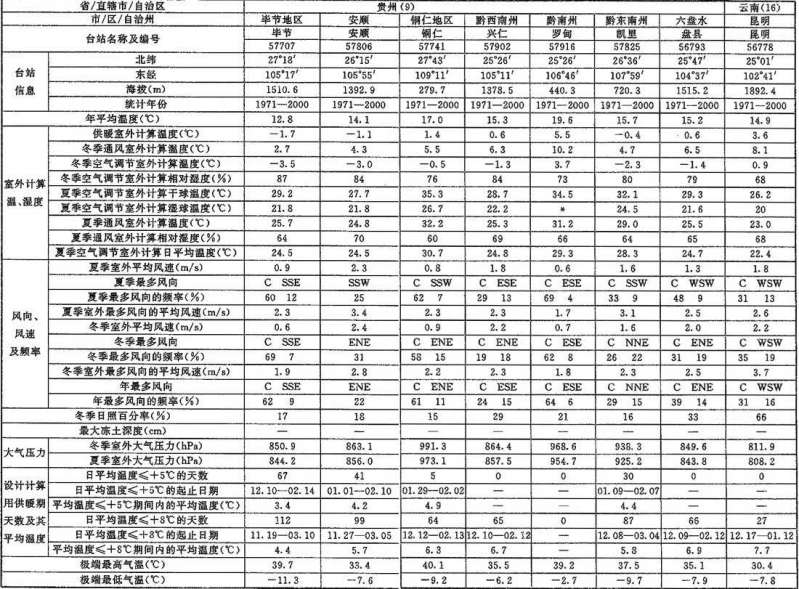 省/直辖市/自治区 贵州(9) 云南(16)
市/区/自治州 毕节地区 安顺 铜仁地区 黔西南州 黔南州 黔东南州 六盘水 昆明
台站名称及编号 毕节 安顺 铜仁 兴仁 罗甸 凯里 盘县 昆明
57707 57806 57741 57902 57916 57825 56793 56778
台站信息
北纬 27°18′ 26°15′ 27°43′ 25°26′ 25°26′ 26°36′ 25°47′ 25°01′
东经 105°17′ 105°55′ 109°11′ 105°11′ 106°46′ 107°59′ 104°37′ 102°41′
海拔(m) 1510.6 1392.9 279.7 1378.5 440.3 720.3 1515.2 1892.4
统计年份 1971—2000 1971—2000 1971—2000 1971—2000 1971—2000 1971—2000 1971—2000 1971—2000
年平均温度(℃) 12.8 14.1 17.0 15.3 19.6 15.7 15.2 14.9
室外计算温、湿度
供暖室外计算温度(℃) -1.7 -1.1 1.4 0.6 5.5 -0.4 0.6 3.6
冬季通风室外计算温度(℃) 2.7 4.3 5.5 6.3 10.2 4.7 6.5 8.1
冬季空气调节室外计算温度(℃) -3.5 -3.0 -0.5 -1.3 3.7 -2.3 -1.4 0.9
冬季空气调节室外计算相对湿度(%) 87 84 76 84 73 80 79 68
夏季空气调节室外计算干球温度(℃) 29.2 27.7 35.3 28.7 34.5 32.1 29.3 26.2
夏季空气调节室外计算湿球温度(℃) 21.8 21.8 26.7 22.2 * 24.5 21.6 20
夏季通风室外计算温度(℃) 25.7 24.8 32.2 25.3 31.2 29.0 25.5 23.0
夏季通风室外计算相对湿度(%) 64 70 60 69 66 64 65 68
夏季空气调节室外计算日平均温度(℃) 24.5 24.5 30.7 24.8 29.3 28.3 24.7 22.4
风向、风速及频率
夏季室外平均风速(m/s) 0.9 2.3 0.8 1.8 0.6 1.6 1.3 1.8
夏季最多风向 C SSE SSW C SSW C ESE C ESE C SSW C WSW C WSW
夏季最多风向的频率(%) 60 12 25 62 7 29 13 69 4 33 9 48 9 31 13
夏季室外最多风向的平均风速(m/s) 2.3 3.4 2.3 2.3 1.7 3.1 2.5 2.6
冬季室外平均风速(m/s) 0.6 2.4 0.9 2.2 0.7 1.6 2.0 2.2
冬季最多风向 C SSE ENE C ENE C ENE C ESE C NNE C ENE C WSW
冬季最多风向的频率(%) 69 7 31 58 15 19 18 62 8 26 22 31 19 35 19
冬季室外最多风向的平均风速(m/s) 1.9 2.8 2.2 2.3 1.8 2.3 2.5 3.7
年最多风向 C SSE ENE C ENE C ESE C ESE C NNE C ENE C WSW
年最多风向的频率(%) 62 9 22 61 11 24 15 64 6 29 15 39 14 31 16
冬季日照百分率(%) 17 18 15 29 21 16 33 66
最大冻土深度(cm) — — — — — — — —
大气压力
冬季室外大气压力(hPa) 850.9 863.1 991.3 864.4 968.6 938.3 849.6 811.9
夏季室外大气压力(hPa) 844.2 856.0 973.1 857.5 954.7 925.2 843.8 808.2
设计计算用供暖期天数及其平均温度
日平均温度≤+5℃的天数 67 41 5 0 0 30 0 0
日平均温度≤+5℃的起止日期 12.10—02.14 01.01—02.10 01.29—02.02 — — 01.09—02.07 — —
平均温度≤+5℃期间内的平均温度(℃) 3.4 4.2 4.9 — — 4.4 — —
日平均温度≤+8℃的天数 112 99 64 65 0 87 66 27
日平均温度≤+8℃的起止日期 11.19—03.10 11.27—03.05 12.12—02.13 12.10—02.12 — 12.08—03.04 12.09—02.12 12.17—01.12
平均温度≤+8℃期间内的平均温度(℃) 4.4 5.7 6.3 6.7 — 5.8 6.9 7.7
极端最高气温(℃) 39.7 33.4 40.1 35.5 39.2 37.5 35.1 30.4
极端最低气温(℃) -11.3 -7.6 -9.2 -6.2 -2.7 -9.7 -7.9 -7.8